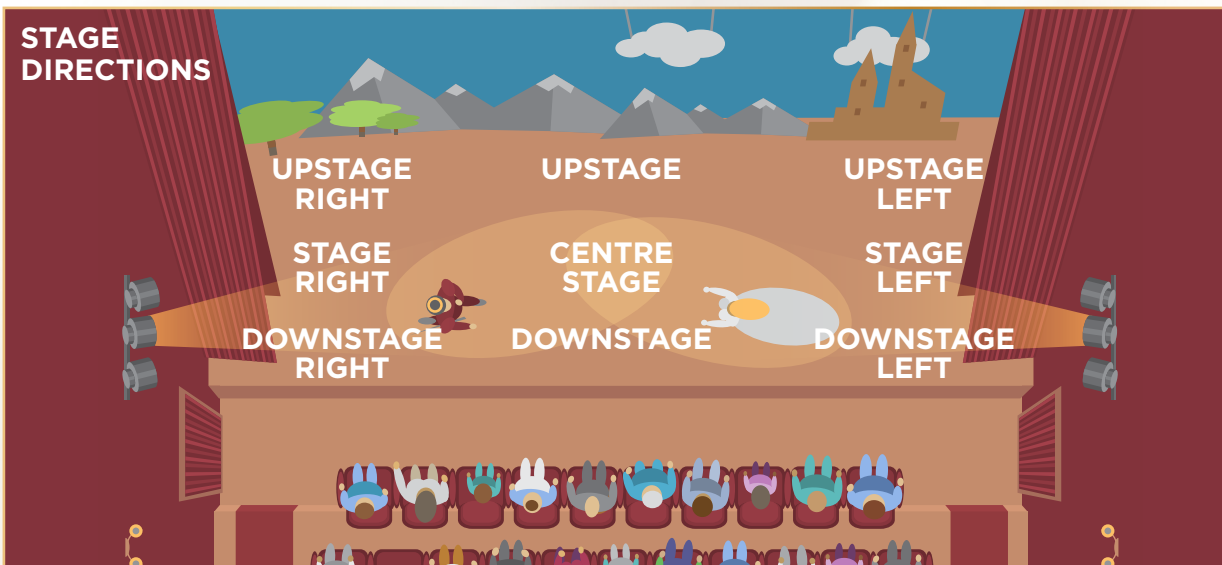 STAGE
DIRECTIONS
UPSTAGE
RIGHT
UPSTAGE
UPSTAGE
LEFT
STAGE
RIGHT
CENTRE
STAGE
STAGE
LEFT
DOWNSTAGE
RIGHT
DOWNSTAGE
DOWNSTAGE
LEFT